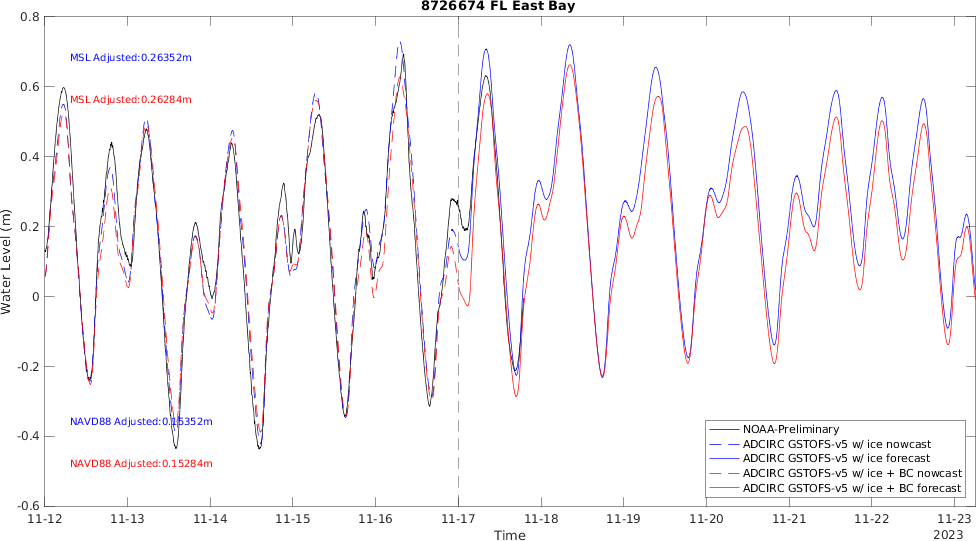 8726674 FL East Bay
0.8
0.6
0.4
0.2
0
-0.2
-0.4
-0.6
Water Level (m)
MSL Adjusted:0.26352m
MSL Adjusted:0.26284m
NAVD88 Adjusted:0.15352m
NAVD88 Adjusted:0.15284m
NOAA-Preliminary
ADCIRC GSTOFS-v5 w/ ice nowcast
ADCIRC GSTOFS-v5 w/ ice forecast
ADCIRC GSTOFS-v5 w/ ice + BC nowcast
ADCIRC GSTOFS-v5 w/ ice + BC forecast
11-12 11-13 11-14 11-15 11-16 11-17 11-18 11-19 11-20 11-21 11-22 11-23
Time
2023